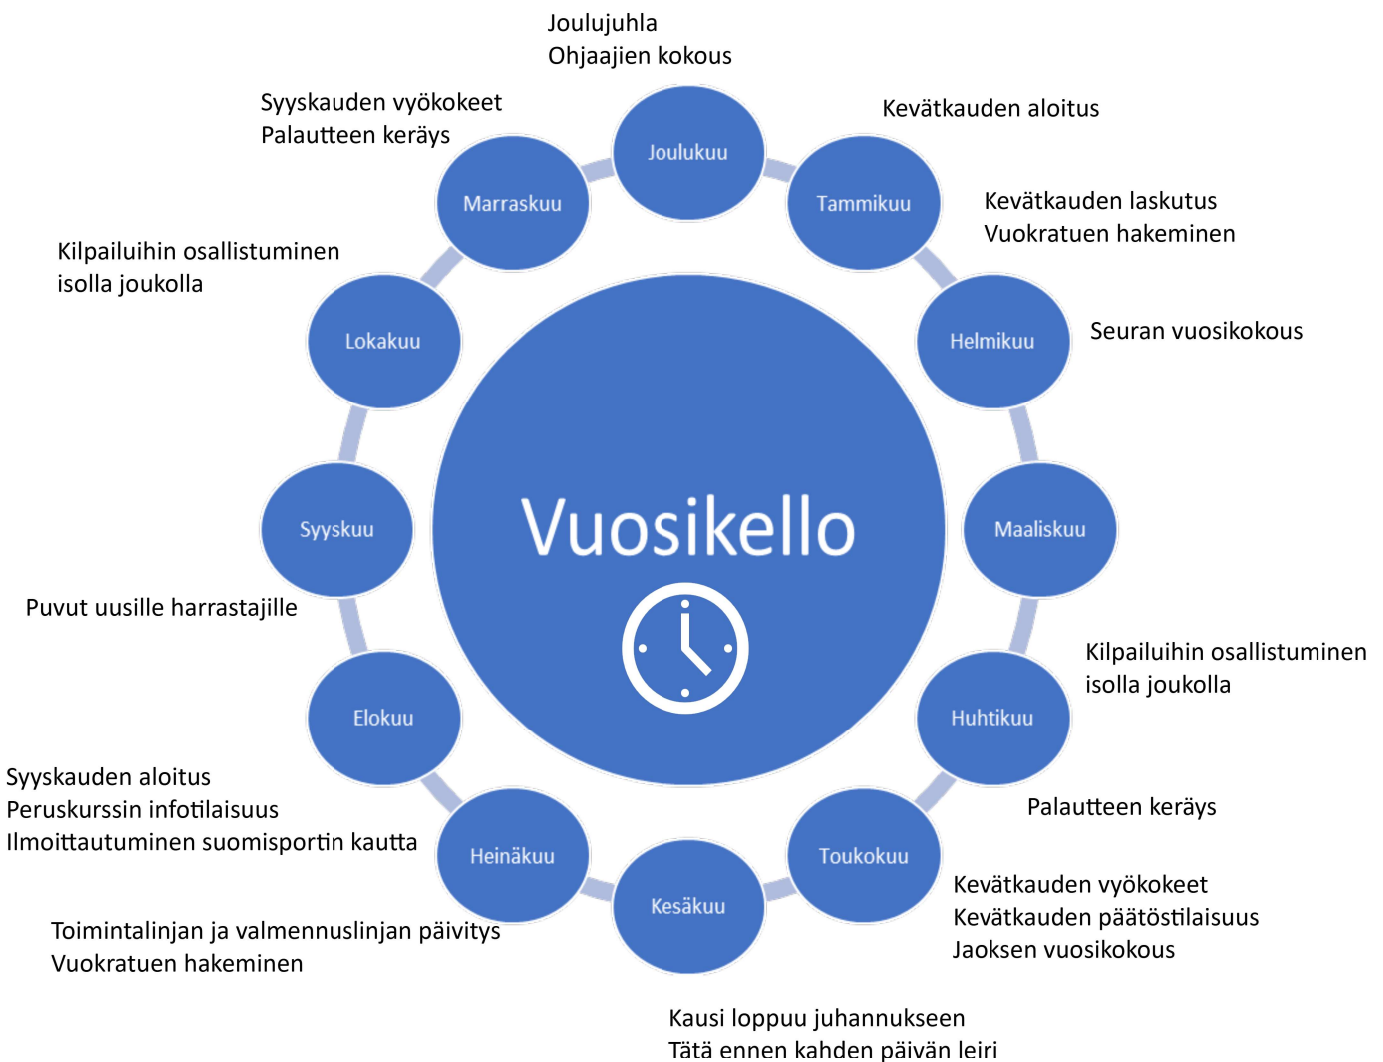 Joulujuhla
Ohjaajien kokous
Joulukuu
Kevätkauden aloitus
Tammikuu
Kevätkauden laskutus
Vuokratuen hakeminen
Helmikuu
Seuran vuosikokous
Maaliskuu
Kilpailuihin osallistuminen
isolla joukolla
Huhtikuu
Palautteen keräys
Toukokuu
Kevätkauden vyökokeet
Kevätkauden päätöstilaisuus
Jaoksen vuosikokous
Kesäkuu
Kausi loppuu juhannukseen
Tätä ennen kahden päivän leiri
Heinäkuu
Toimintalinjan ja valmennuslinjan päivitys
Vuokratuen hakeminen
Elokuu
Syyskauden aloitus
Peruskurssin infotilaisuus
Ilmoittautuminen suomisportin kautta
Syyskuu
Puvut uusille harrastajille
Lokakuu
Kilpailuihin osallistuminen
isolla joukolla
Marraskuu
Syyskauden vyökokeet
Palautteen keräys
Vuosikello